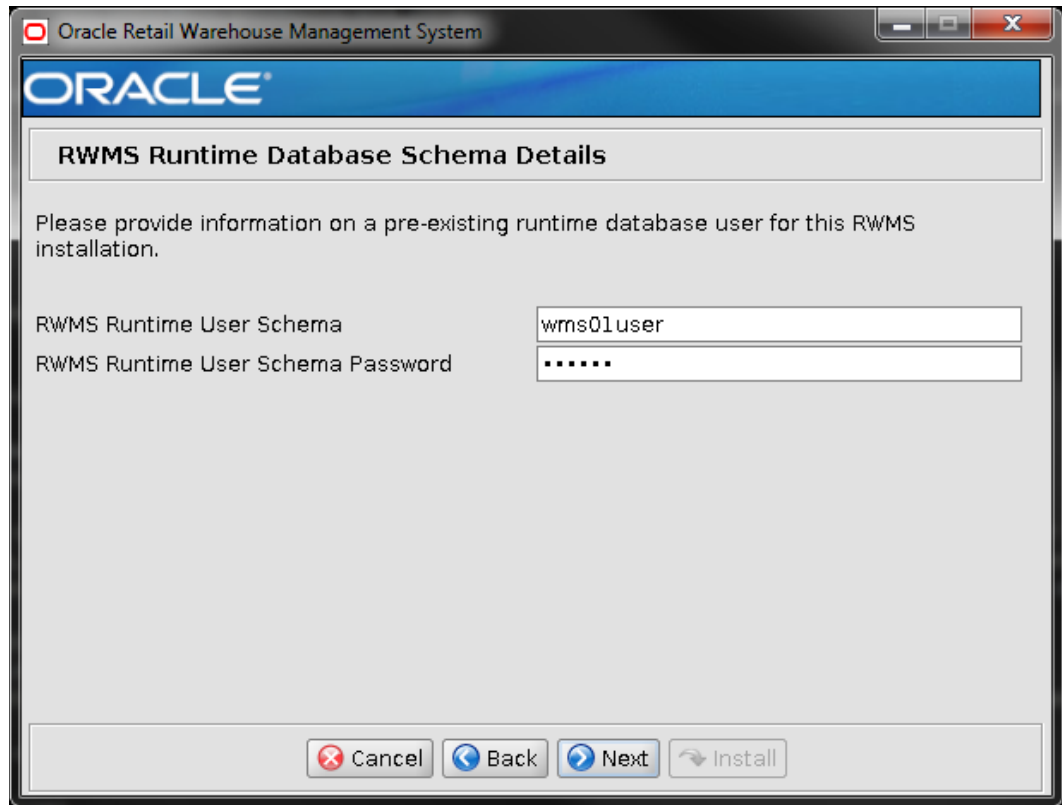 Oracle Retail Warehouse Management System
ORACLE®
RWMS Runtime Database Schema Details
Please provide information on a pre-existing runtime database user for this RWMS
installation.
RWMS Runtime User Schema wms01user
RWMS Runtime User Schema Password ••••••
Cancel Back Next Install